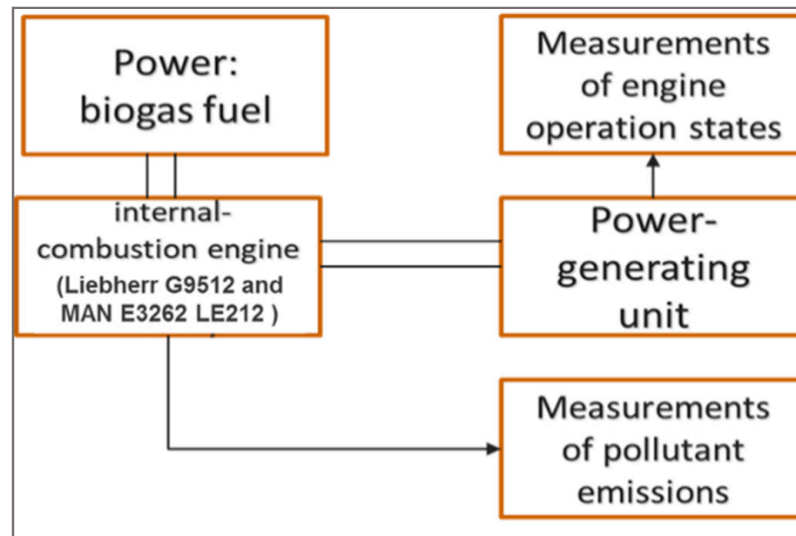 Power:
biogas fuel
Measurements
of engine
operation states
internal-
combustion engine
(Liebherr G9512 and
MAN E3262 LE212 )
Power-
generating
unit
Measurements
of pollutant
emissions